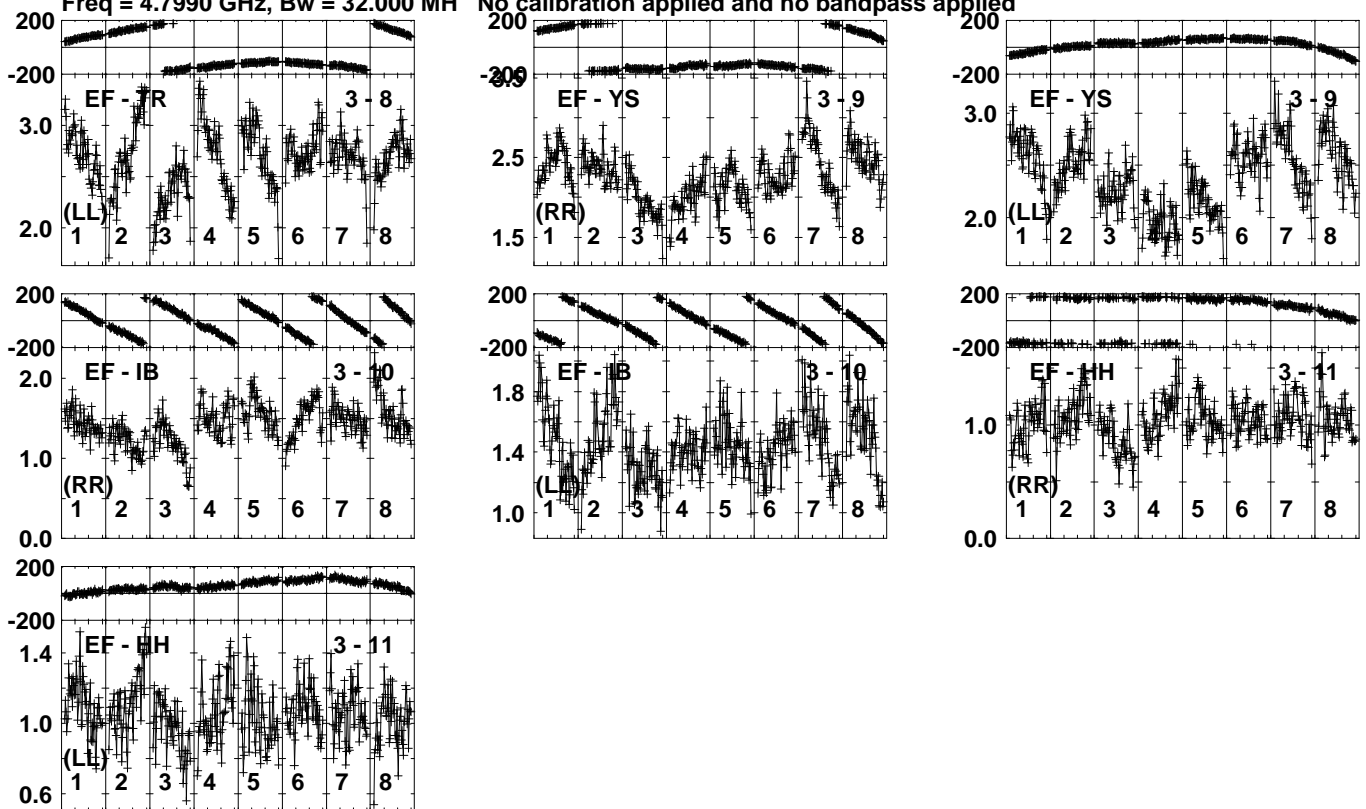 Freq = 4.7990 GHz, Bw = 32.000 MH No calibration applied and no bandpass applied
200
-200
EF - TR 3 - 8
3.0
2.0
(LL)
1 2 3 4 5 6 7 8
200
-200
3.5
EF - YS 3 - 9
2.5
1.5
(RR)
1 2 3 4 5 6 7 8
200
-200
EF - YS 3 - 9
3.0
2.0
(LL)
1 2 3 4 5 6 7 8
200
-200
EF - IB 3 - 10
2.0
1.0
0.0
(RR)
1 2 3 4 5 6 7 8
200
-200
EF - IB 3 - 10
1.8
1.4
1.0
(LL)
1 2 3 4 5 6 7 8
200
-200
EF - HH 3 - 11
1.0
0.0
(RR)
1 2 3 4 5 6 7 8
200
-200
EF - HH 3 - 11
1.4
1.0
0.6
(LL)
1 2 3 4 5 6 7 8